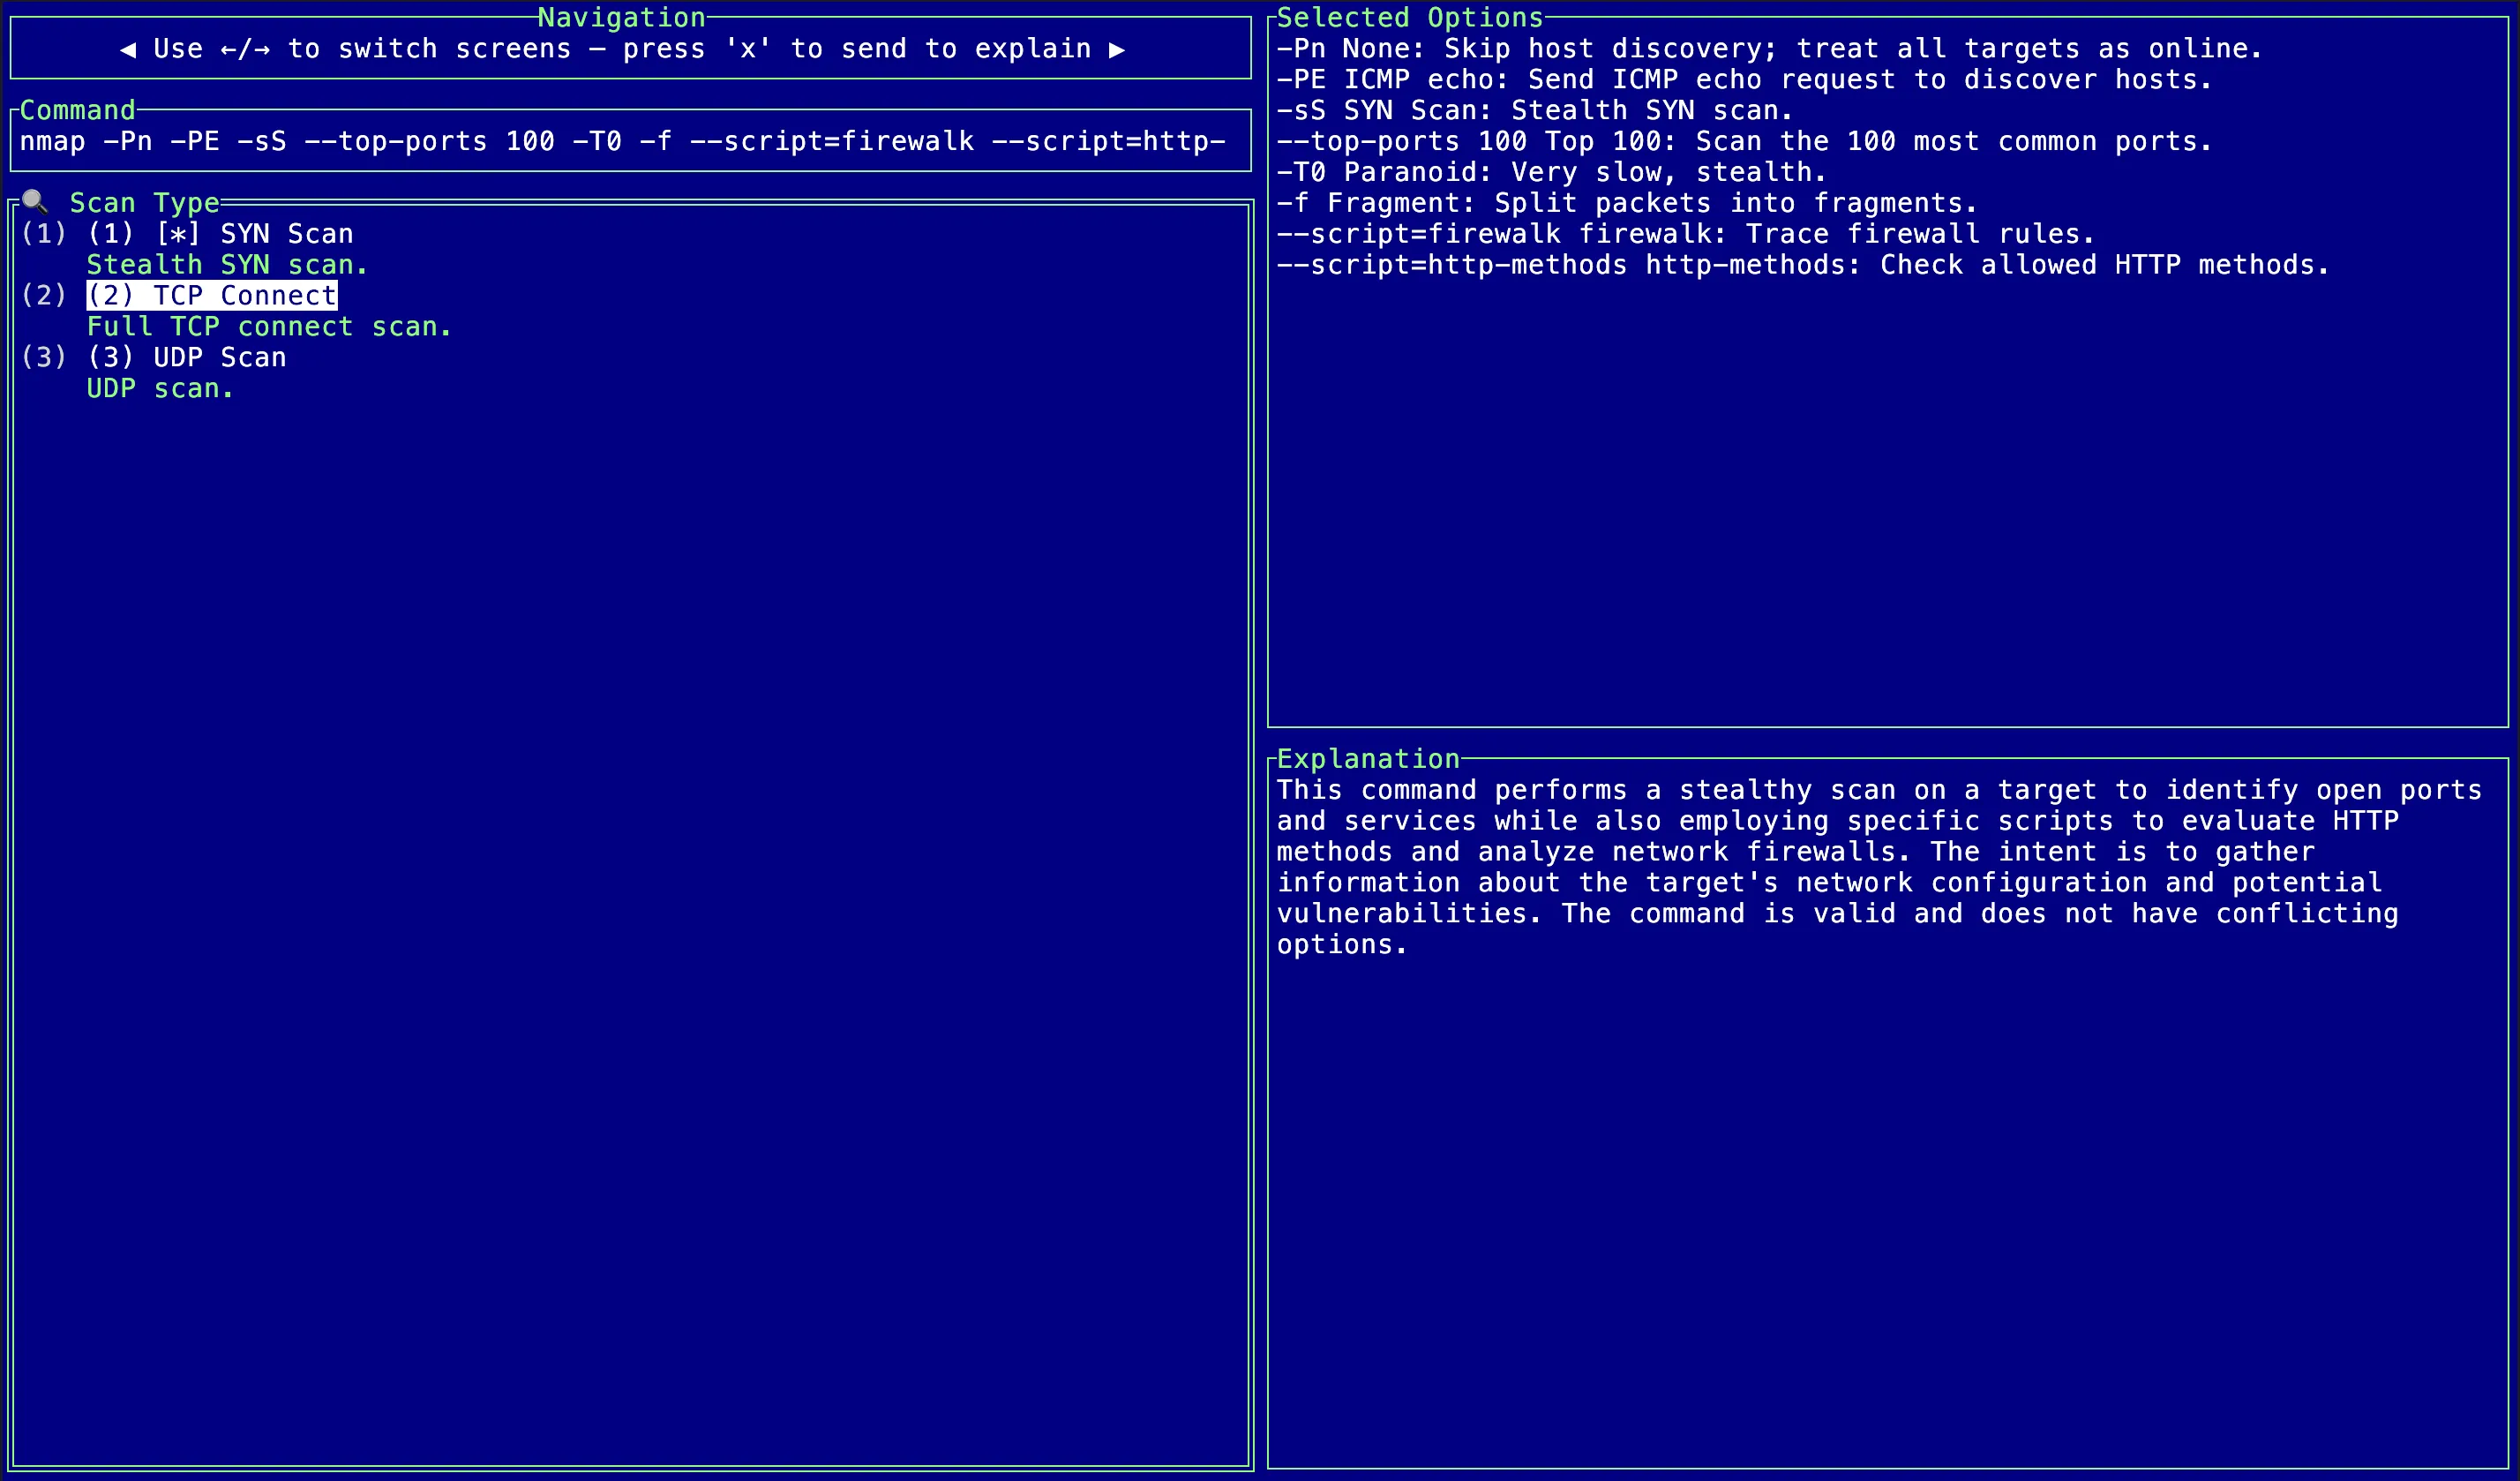 Navigation
◀ Use ←/→ to switch screens — press 'x' to send to explain ▶
Command
nmap -Pn -PE -sS --top-ports 100 -T0 -f --script=firewalk --script=http-
🔍 Scan Type
(1) (1) [*] SYN Scan
Stealth SYN scan.
(2) (2) TCP Connect
Full TCP connect scan.
(3) (3) UDP Scan
UDP scan.
Selected Options
-Pn None: Skip host discovery; treat all targets as online.
-PE ICMP echo: Send ICMP echo request to discover hosts.
-sS SYN Scan: Stealth SYN scan.
--top-ports 100 Top 100: Scan the 100 most common ports.
-T0 Paranoid: Very slow, stealth.
-f Fragment: Split packets into fragments.
--script=firewalk firewalk: Trace firewall rules.
--script=http-methods http-methods: Check allowed HTTP methods.
Explanation
This command performs a stealthy scan on a target to identify open ports
and services while also employing specific scripts to evaluate HTTP
methods and analyze network firewalls. The intent is to gather
information about the target's network configuration and potential
vulnerabilities. The command is valid and does not have conflicting
options.